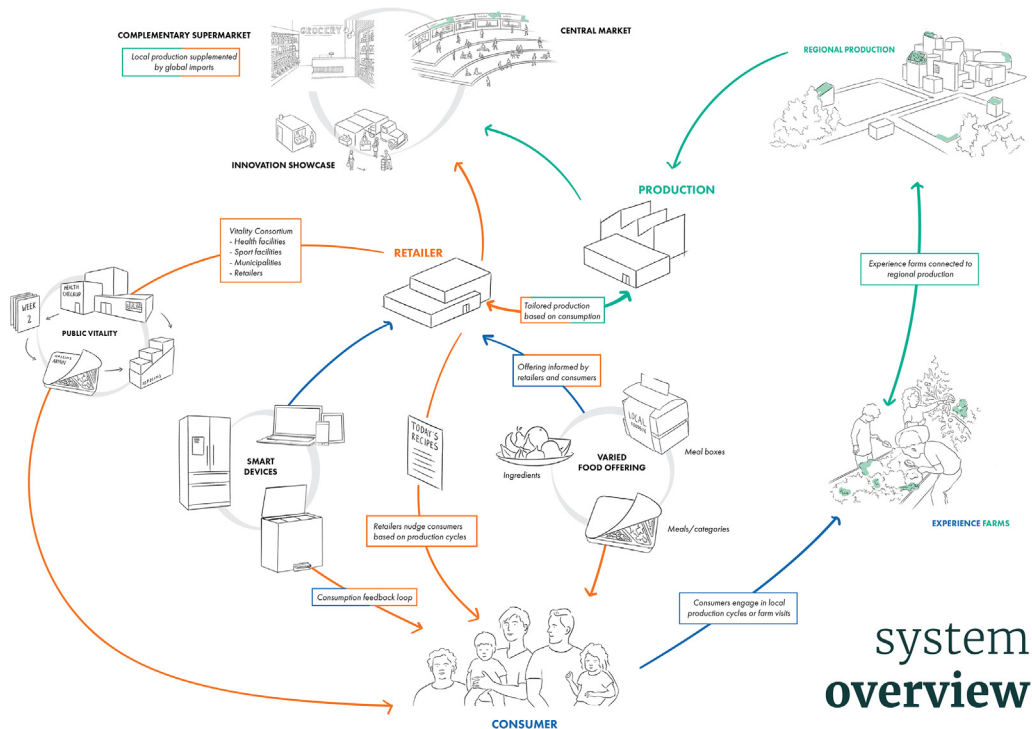 COMPLEMENTARY SUPERMARKET
Local production supplemented
by global imports
GROCERY
CENTRAL MARKET
INNOVATION SHOWCASE
REGIONAL PRODUCTION
PRODUCTION
Vitality Consortium
- Health facilities
- Sport facilities
- Municipalities
- Retailers
RETAILER
Experience farms connected to
regional production
Tailored production
based on consumption
HEALTH
CHECKUP
WEEK
2
PUBLIC VITALITY
Offering informed by
retailers and consumers
TODAY'S
RECIPES
LOCAL
Meal boxes
SMART
DEVICES
VARIED
FOOD OFFERING
Ingredients
Meals/categories
Retailers nudge consumers
based on production cycles
EXPERIENCE FARMS
Consumption feedback loop
Consumers engage in local
production cycles or farm visits
CONSUMER
system
overview